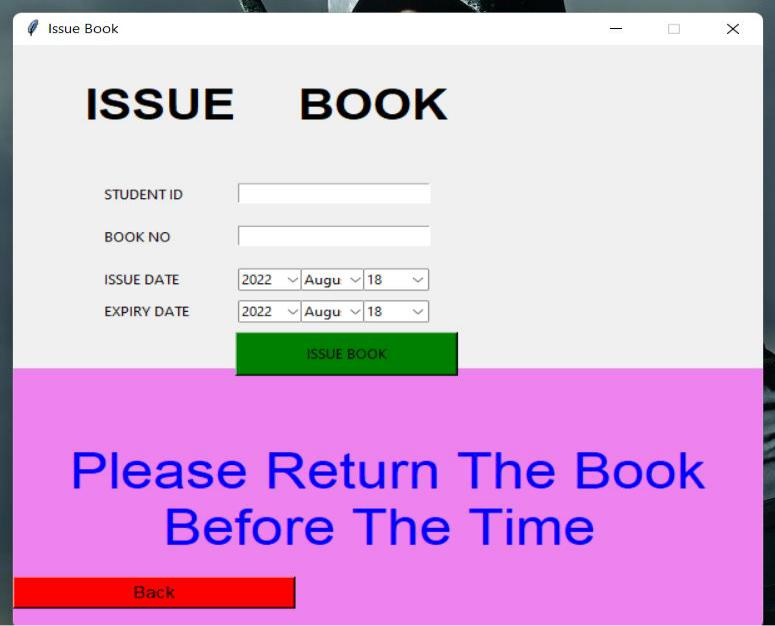 Issue Book
ISSUE BOOK
STUDENT ID
BOOK NO
ISSUE DATE 2022 Augu 18
EXPIRY DATE 2022 Augu 18
ISSUE BOOK
Please Return The Book
Before The Time
Back